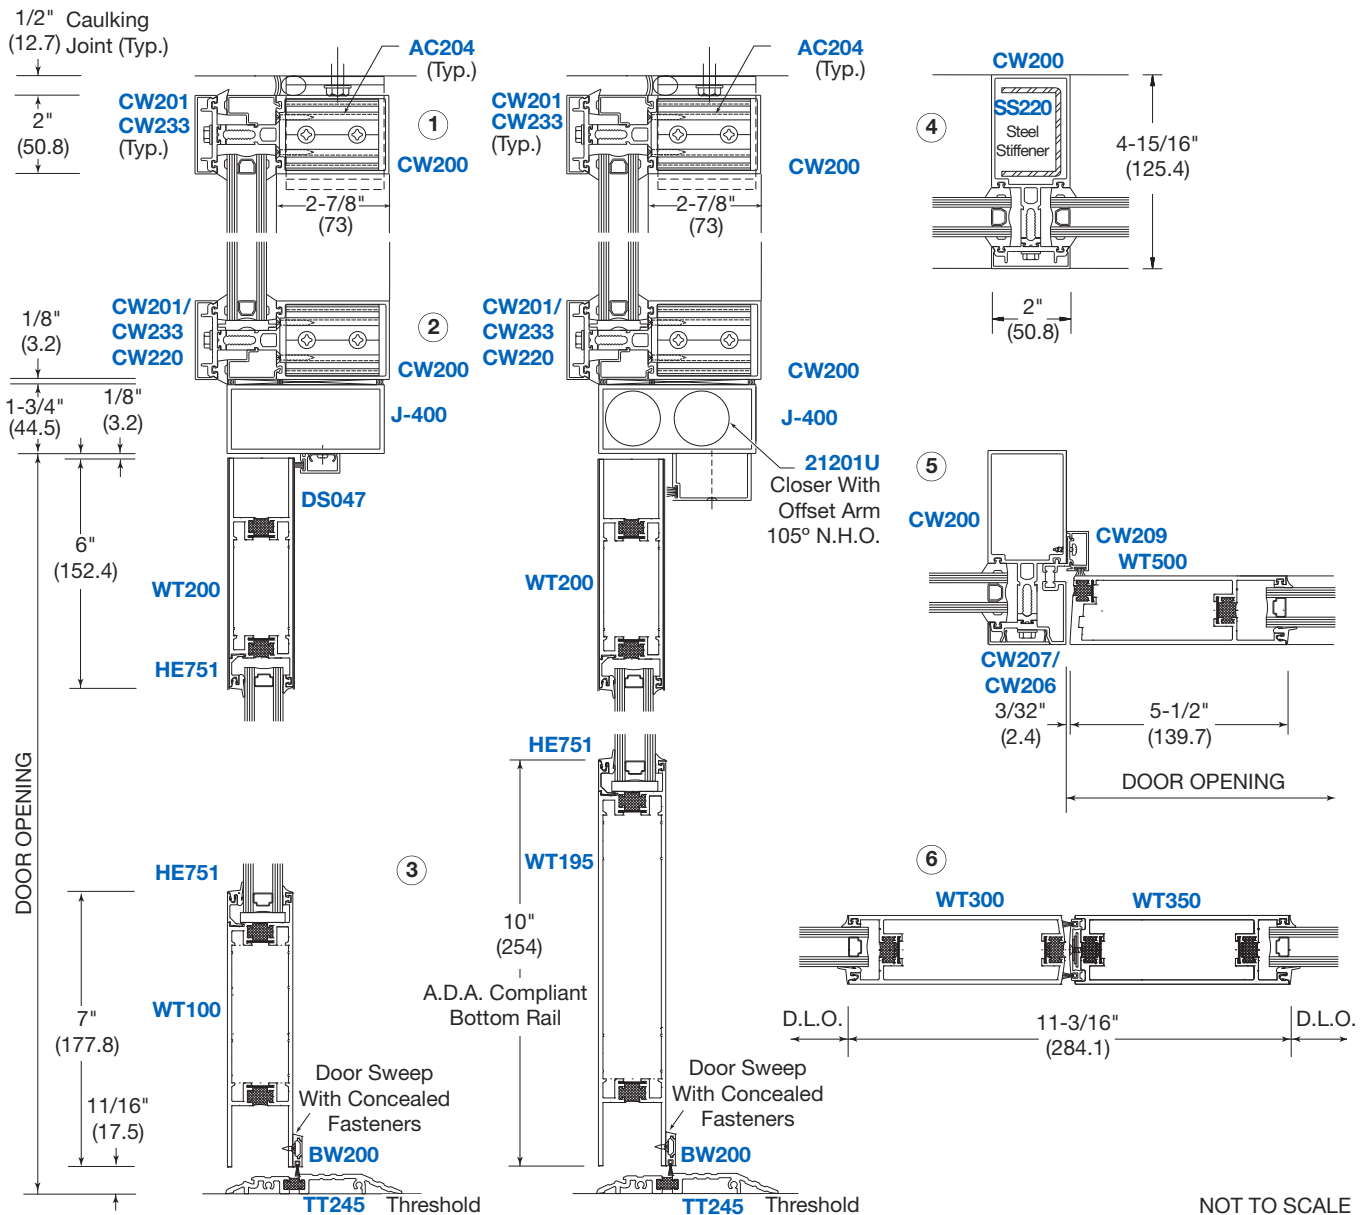 1/2" Caulking
(12.7) Joint (Typ.)
2"
(50.8)
CW201
CW233
(Typ.)
AC204
(Typ.)
1
CW200
2-7/8"
(73)
CW201
CW233
(Typ.)
AC204
(Typ.)
CW200
2-7/8"
(73)
4
CW200
SS220
Steel
Stiffener
4-15/16"
(125.4)
2"
(50.8)
1/8"
(3.2)
CW201/
CW233
CW220
2
CW200
1-3/4"
(44.5)
1/8"
(3.2)
J-400
CW201/
CW233
CW220
CW200
J-400
21201U
Closer With
Offset Arm
105º N.H.O.
DS047
6"
(152.4)
WT200
HE751
WT200
5
CW200
CW209
WT500
CW207/
CW206
3/32"
(2.4)
5-1/2"
(139.7)
DOOR OPENING
DOOR OPENING
HE751
3
WT100
7"
(177.8)
11/16"
(17.5)
Door Sweep
With Concealed
Fasteners
BW200
TT245 Threshold
HE751
WT195
10"
(254)
A.D.A. Compliant
Bottom Rail
Door Sweep
With Concealed
Fasteners
BW200
TT245 Threshold
6
WT300
WT350
D.L.O.
11-3/16"
(284.1)
D.L.O.
NOT TO SCALE